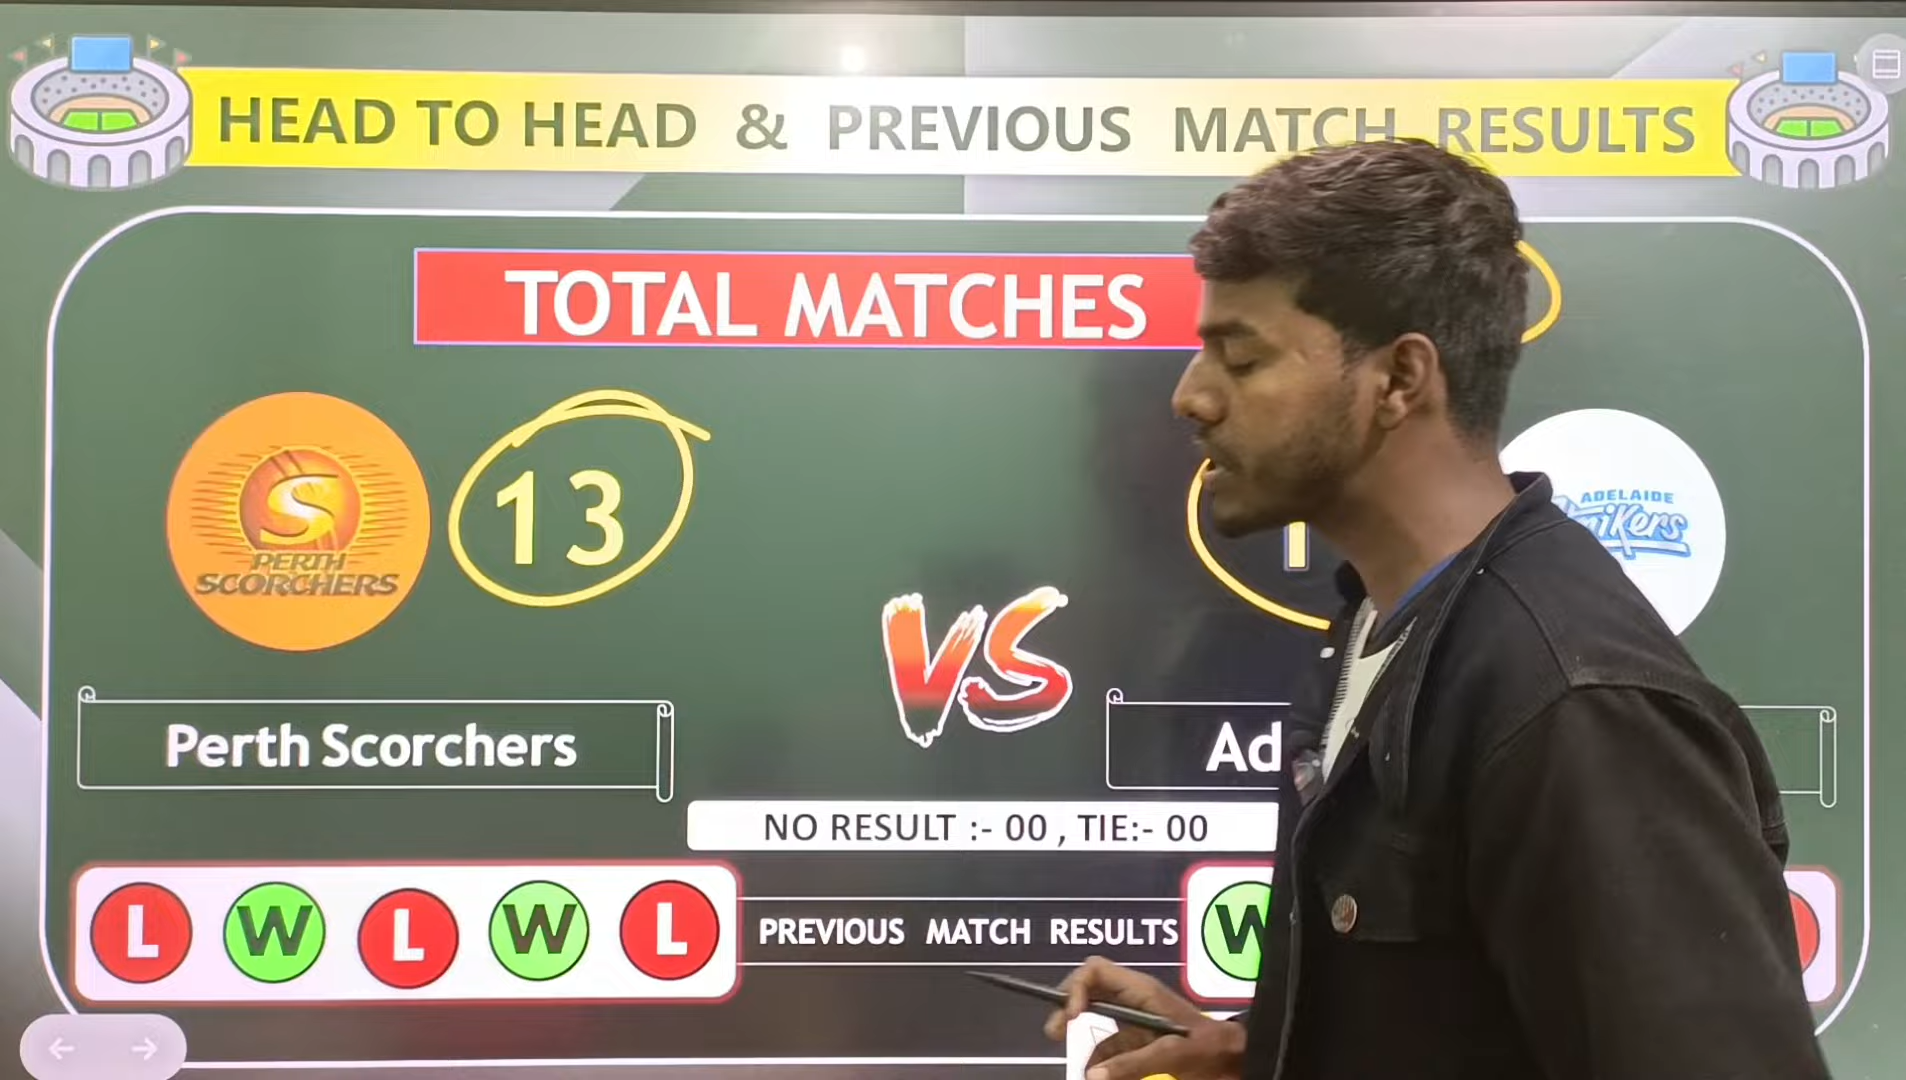 HEAD TO HEAD & PREVIOUS MATCH RESULTS
TOTAL MATCHES
13
PERTH
SCORCHERS
ADELAIDE
VS
Perth Scorchers
NO RESULT :- 00 , TIE:- 00
L W L W L
PREVIOUS MATCH RESULTS
W